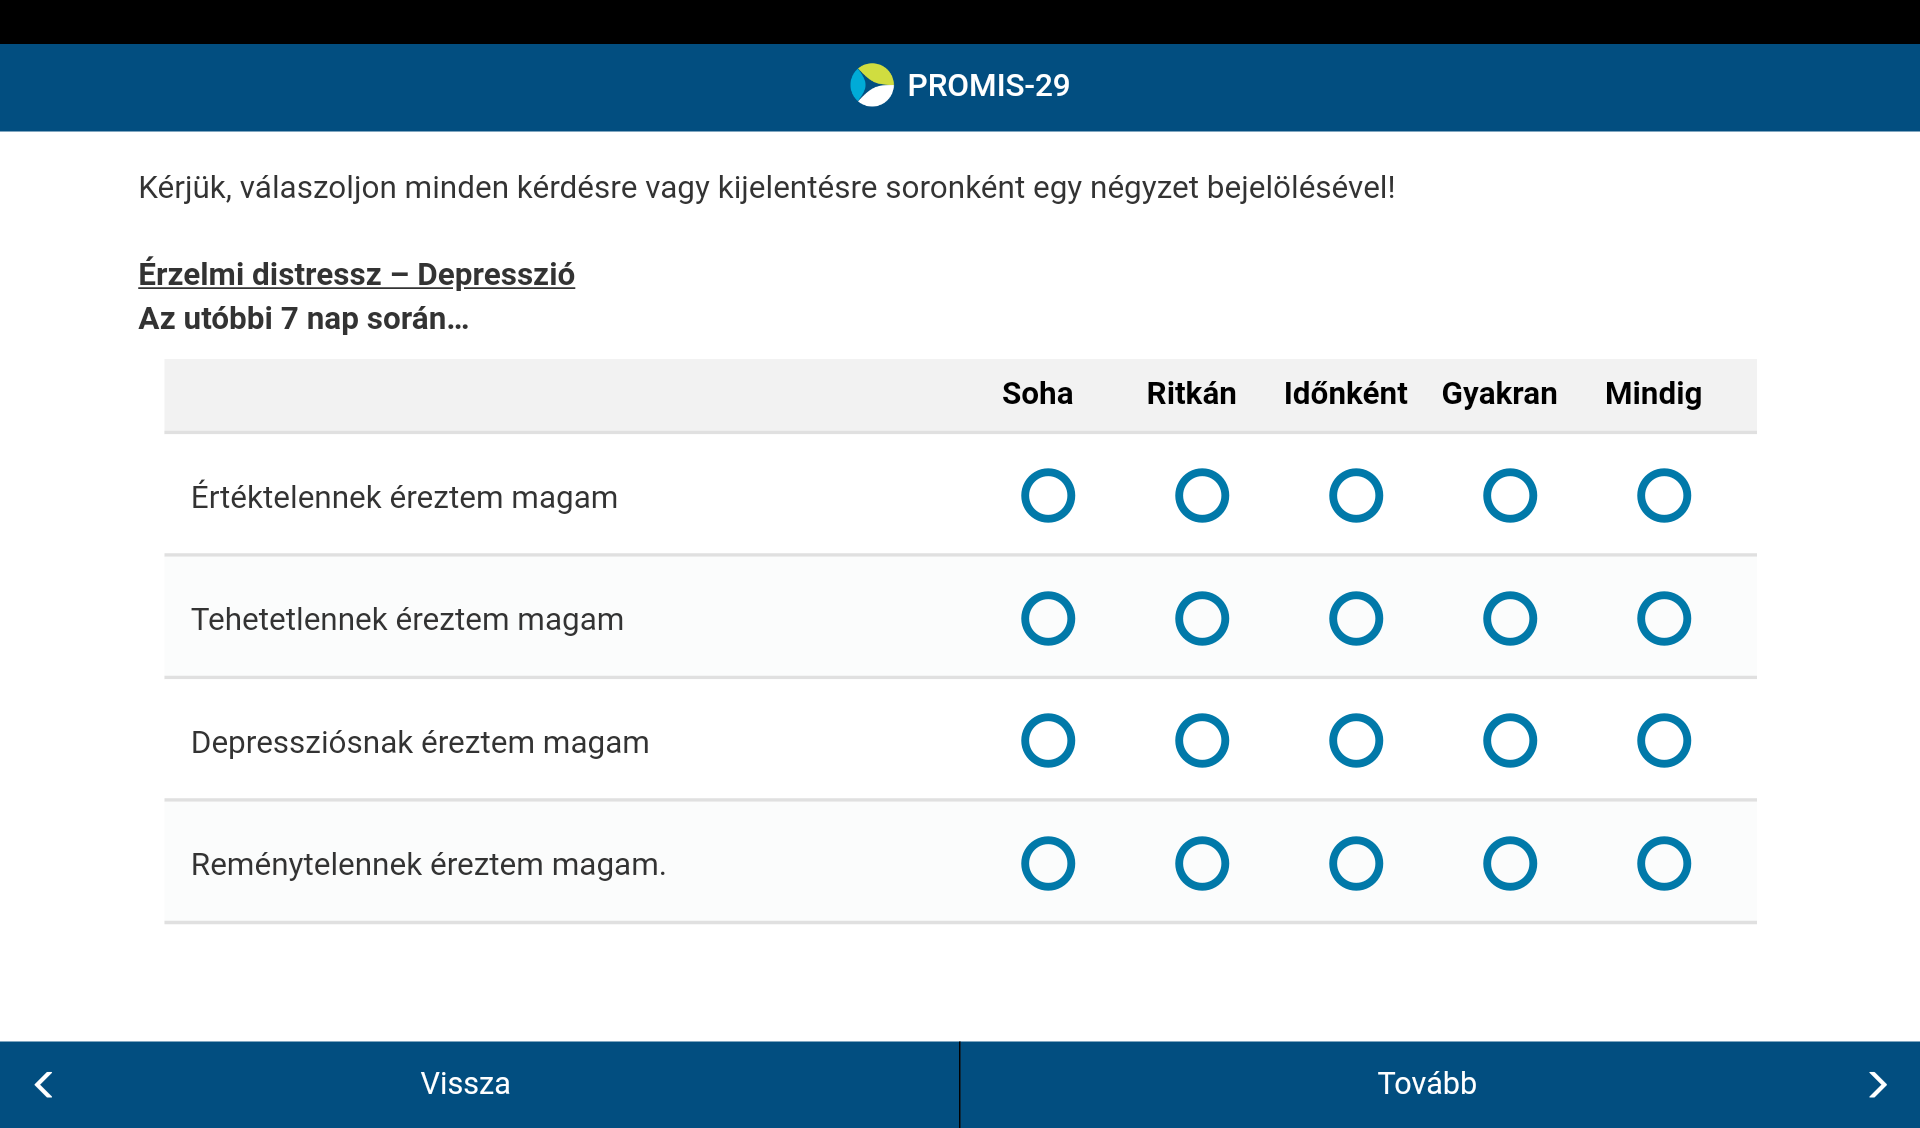 PROMIS-29
Kérjük, válaszoljon minden kérdésre vagy kijelentésre soronként egy négyzet bejelölésével!
Érzelmi distressz – Depresszió
Az utóbbi 7 nap során…
Soha Ritkán Időnként Gyakran Mindig
Értéktelennek éreztem magam
Tehetetlennek éreztem magam
Depressziósnak éreztem magam
Reménytelennek éreztem magam.
Vissza Tovább